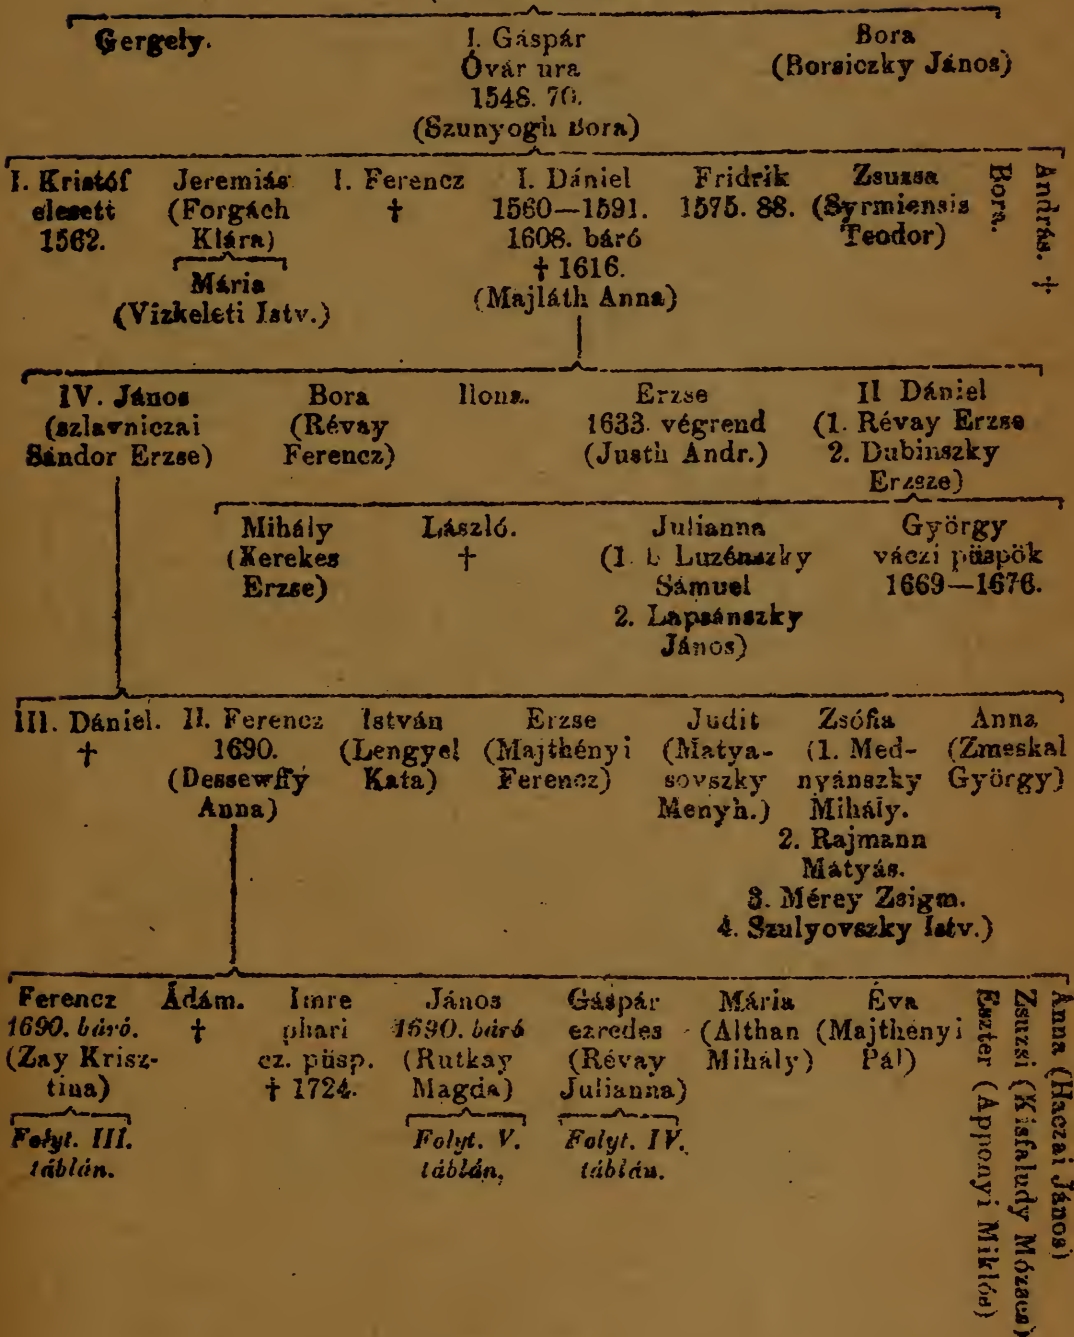 Gergely.
I. Gáspár
Óvár ura
1548. 70.
(Szunyogh Bora)
Bora
(Borsiczky János)
I. Kristóf
elesett
1562.
Jeremiás
(Forgách
Klára)
Mária
(Vizkeleti Istv.)
I. Ferencz
†
I. Dániel
1560—1591.
1608. báró
† 1616.
(Majláth Anna)
Fridrik
1575. 88.
Zsuzsa
(Syrmiensis
Teodor)
Bora.
András. †
IV. János
(szlavniczai
Sándor Erzse)
Bora
(Révay
Ferencz)
Ilona.
Erzse
1633. végrend
(Justh Andr.)
II Dániel
(1. Révay Erzse
2. Dubinszky
Erzsze)
Mihály
(Kerekes
Erzse)
László.
†
Julianna
(1. b Luzénszky
Sámuel
2. Lapsánszky
János)
György
váczi püspök
1669—1676.
III. Dániel.
†
II. Ferencz
1690.
(Dessewffy
Anna)
István
(Lengyel
Kata)
Erzse
(Majthényi
Ferencz)
Judit
(Matya-
sovszky
Menyh.)
Zsófia
(1. Med-
nyánszky
Mihály.
2. Rajmann
Mátyás.
3. Mérey Zsigm.
4. Szulyovszky Istv.)
Anna
(Zmeskal
György)
Ferencz
1690. báró.
(Zay Krisz-
tina)
Folyt. III.
táblán.
Ádám.
†
Imre
phari
cz. püsp.
† 1724.
János
1690. báró
(Rutkay
Magda)
Folyt. V.
táblán.
Gáspár
ezredes
(Révay
Julianna)
Folyt. IV.
táblán.
Mária
(Althan
Mihály)
Éva
(Majthényi
Pál)
Eszter (Apponyi Miklós)
Zsuzsi (Kisfaludy Mózses)
Anna (Haczai János)